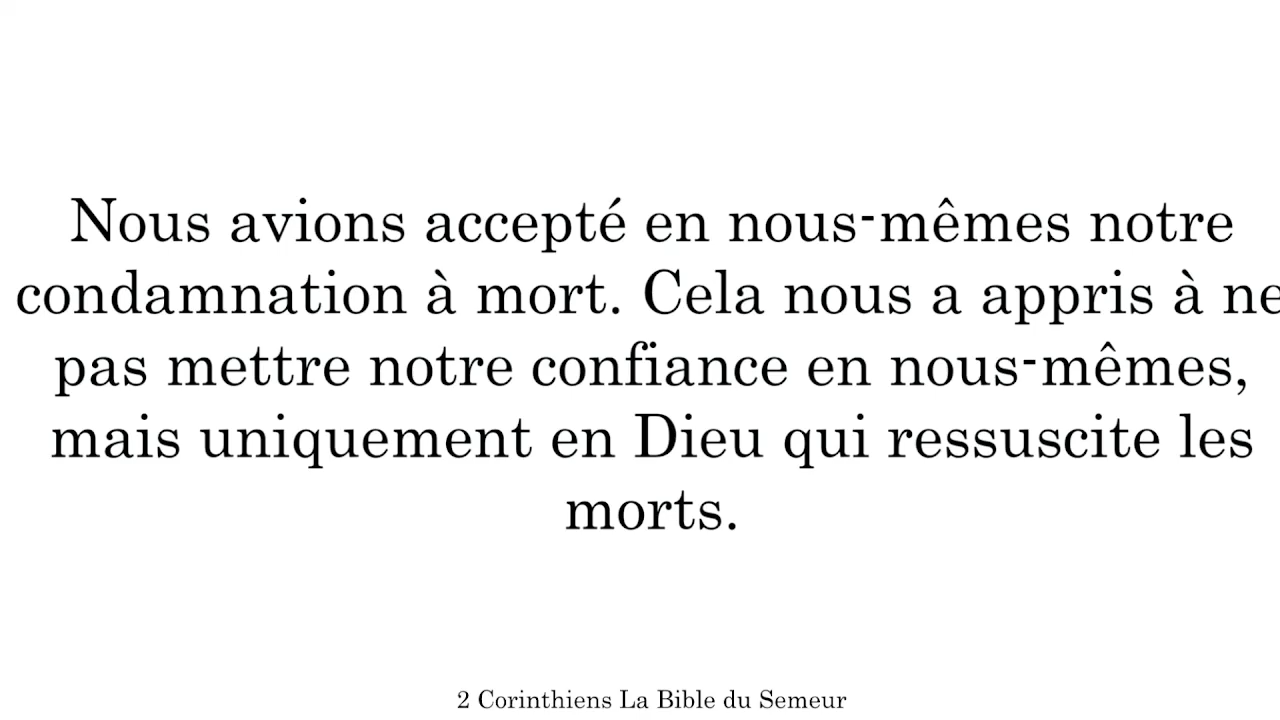 Nous avions accepté en nous-mêmes notre
condamnation à mort. Cela nous a appris à ne
pas mettre notre confiance en nous-mêmes,
mais uniquement en Dieu qui ressuscite les
morts.
2 Corinthiens La Bible du Semeur